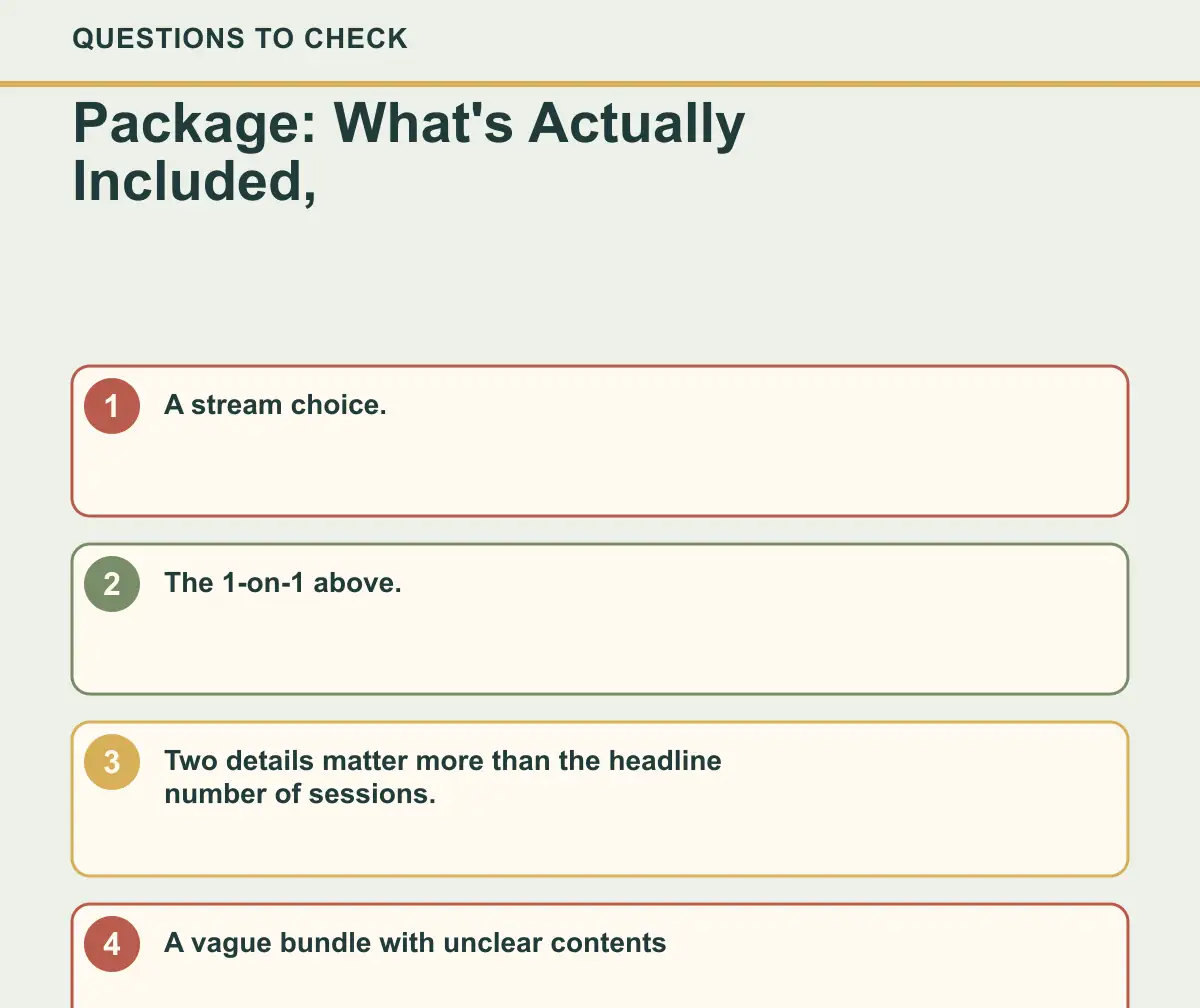 QUESTIONS TO CHECK
Package: What's Actually
Included,
1
A stream choice.
2
The 1-on-1 above.
3
Two details matter more than the headline
number of sessions.
4
A vague bundle with unclear contents